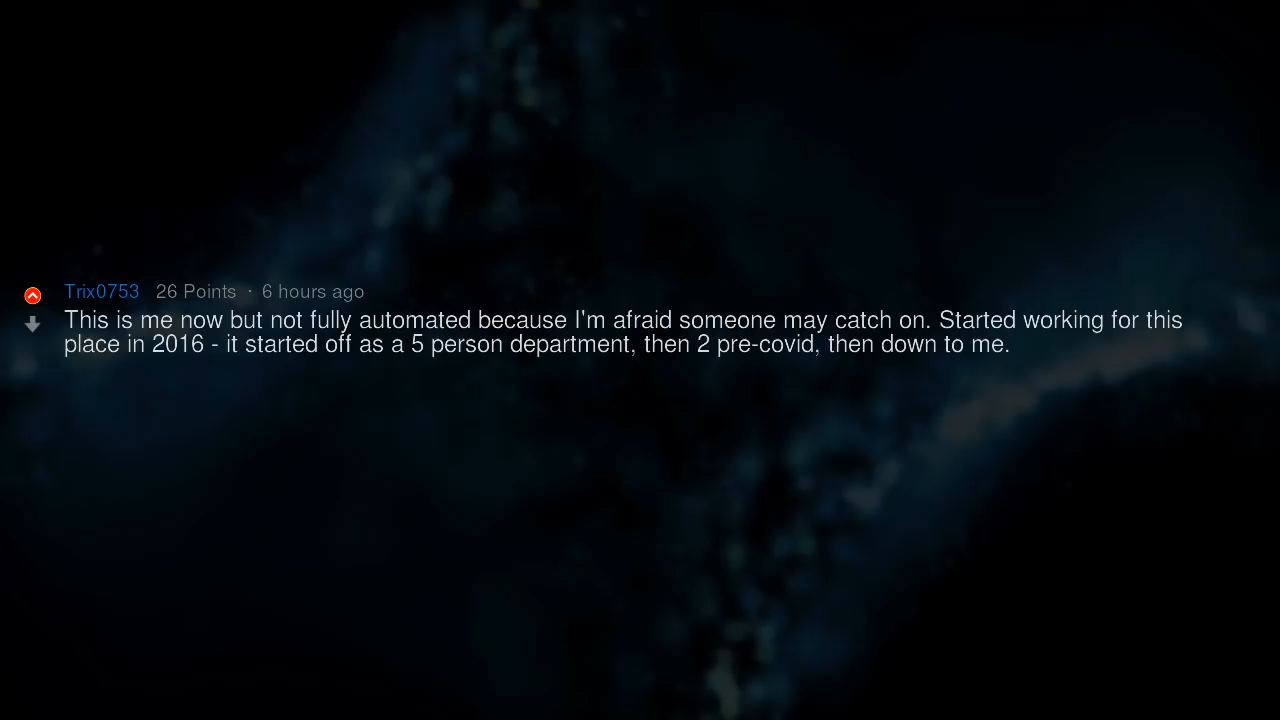 Trix0753 26 Points · 6 hours ago
This is me now but not fully automated because I'm afraid someone may catch on. Started working for this
place in 2016 - it started off as a 5 person department, then 2 pre-covid, then down to me.